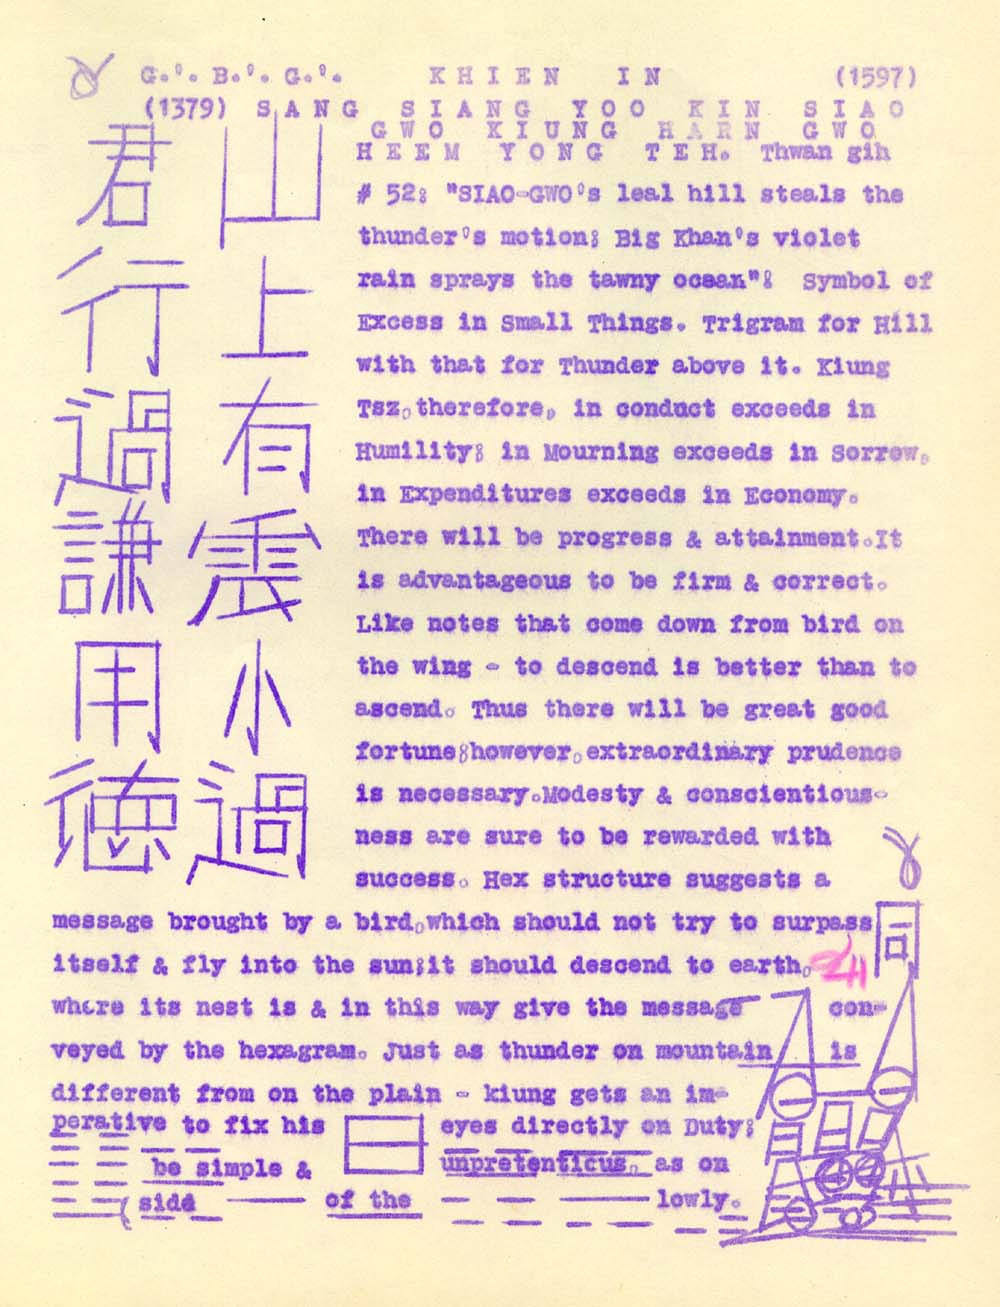 G.'. B.'. G.'. KHIEN IN (1597)
(1379) SANG SIANG YOO KIN SIAO
GWO KIUNG HARN GWO
HEEM YONG TEH. Thwan gih
# 52: "SIAO-GWO's leal hill steals the
thunder's motion; Big Khan's violet
rain sprays the tawny ocean": Symbol of
Excess in Small Things. Trigram for Hill
with that for Thunder above it. Kiung
Tsz,therefore, in conduct exceeds in
Humility; in Mourning exceeds in Sorrow,
in Expenditures exceeds in Economy.
There will be progress & attainment.It
is advantageous to be firm & correct.
Like notes that come down from bird on
the wing - to descend is better than to
ascend. Thus there will be great good
fortune;however,extraordinary prudence
is necessary.Modesty & conscientious-
ness are sure to be rewarded with
success. Hex structure suggests a
message brought by a bird,which should not try to surpass
itself & fly into the sun;it should descend to earth,
where its nest is & in this way give the message con-
veyed by the hexagram. Just as thunder on mountain is
different from on the plain - kiung gets an im-
perative to fix his 日 eyes directly on Duty;
be simple & unpretenticus, as on
side of the lowly.
山上有震小過
君行過謙用德